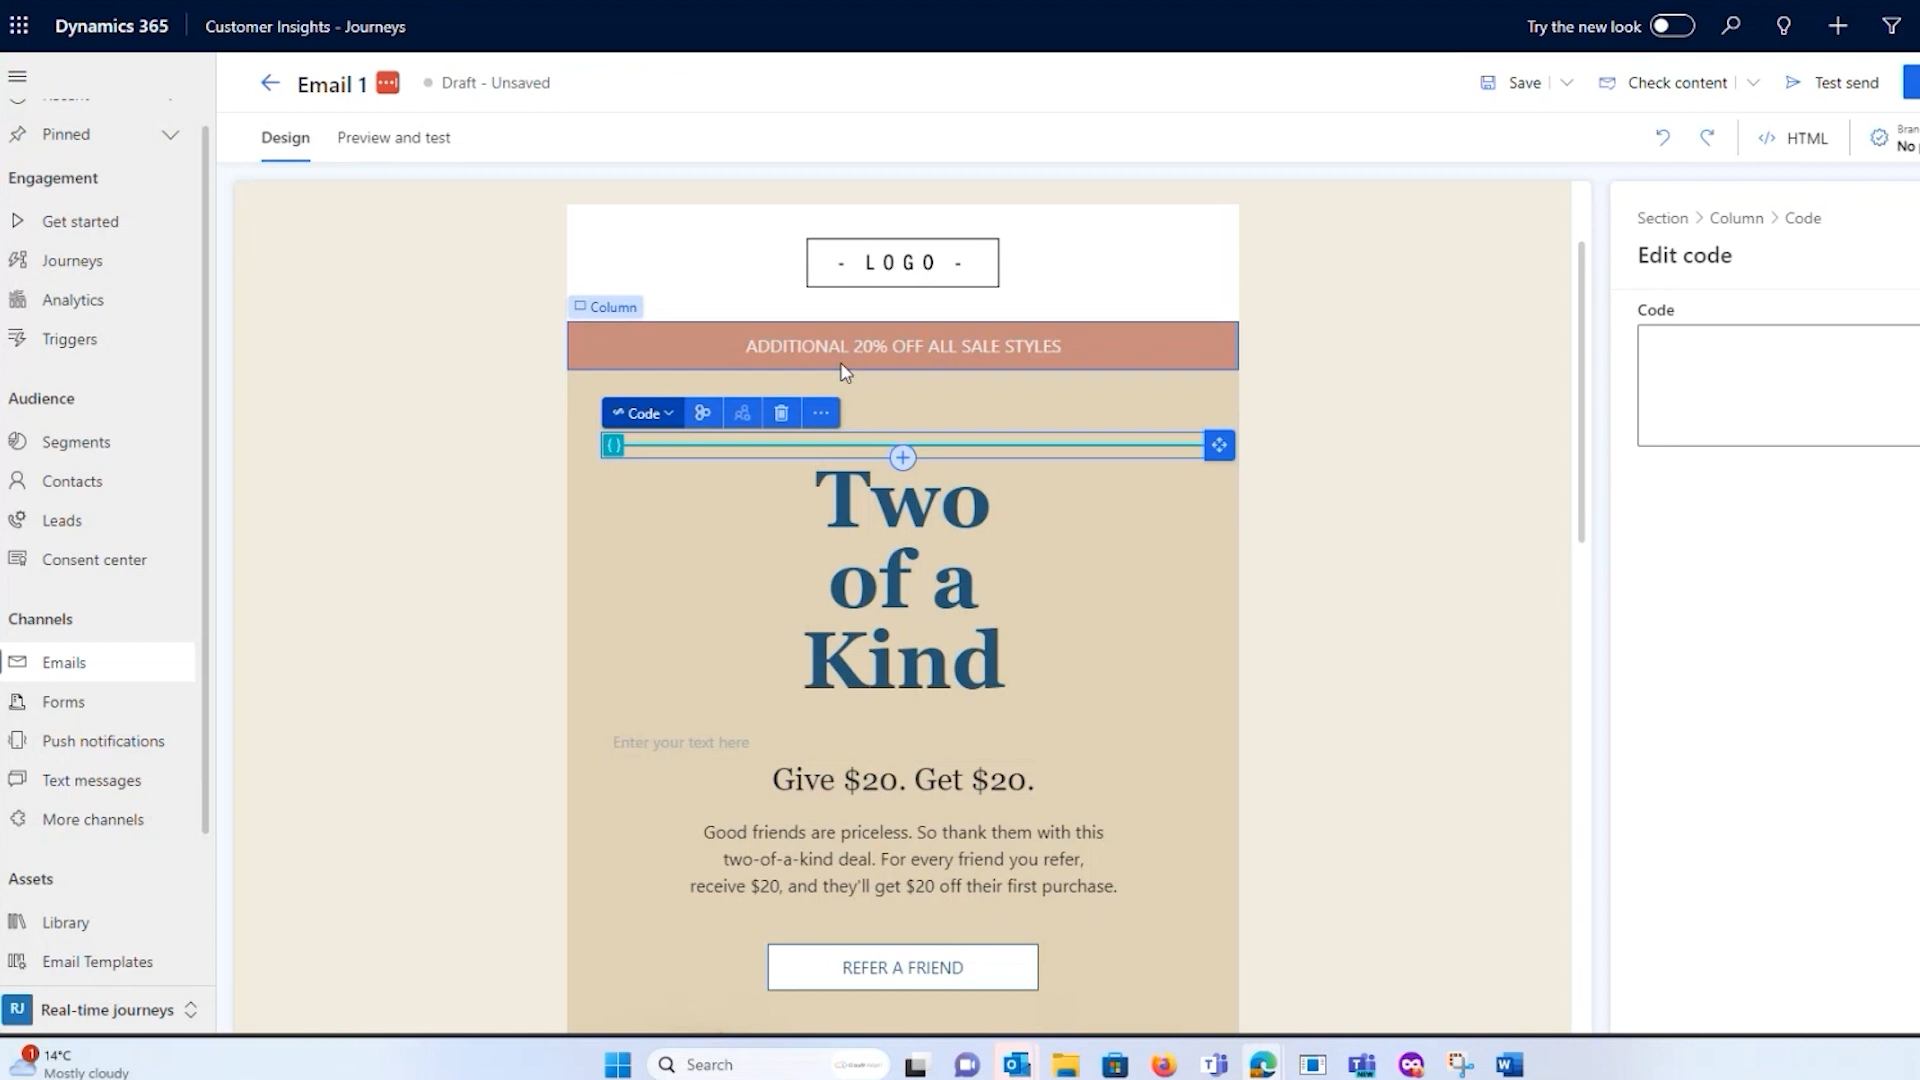 Dynamics 365
Customer Insights - Journeys
Try the new look
Email 1
Draft - Unsaved
Save
Check content
Test send
Pinned
Design
Preview and test
HTML
No
Engagement
Get started
Journeys
Analytics
Triggers
Audience
Segments
Contacts
Leads
Consent center
Channels
Emails
Forms
Push notifications
Text messages
More channels
Assets
Library
Email Templates
RJ
Real-time journeys
- LOGO -
Column
ADDITIONAL 20% OFF ALL SALE STYLES
Code
Two
of a
Kind
Enter your text here
Give $20. Get $20.
Good friends are priceless. So thank them with this
two-of-a-kind deal. For every friend you refer,
receive $20, and they'll get $20 off their first purchase.
REFER A FRIEND
Section > Column > Code
Edit code
Code
1
14°C
Mostly cloudy
Search